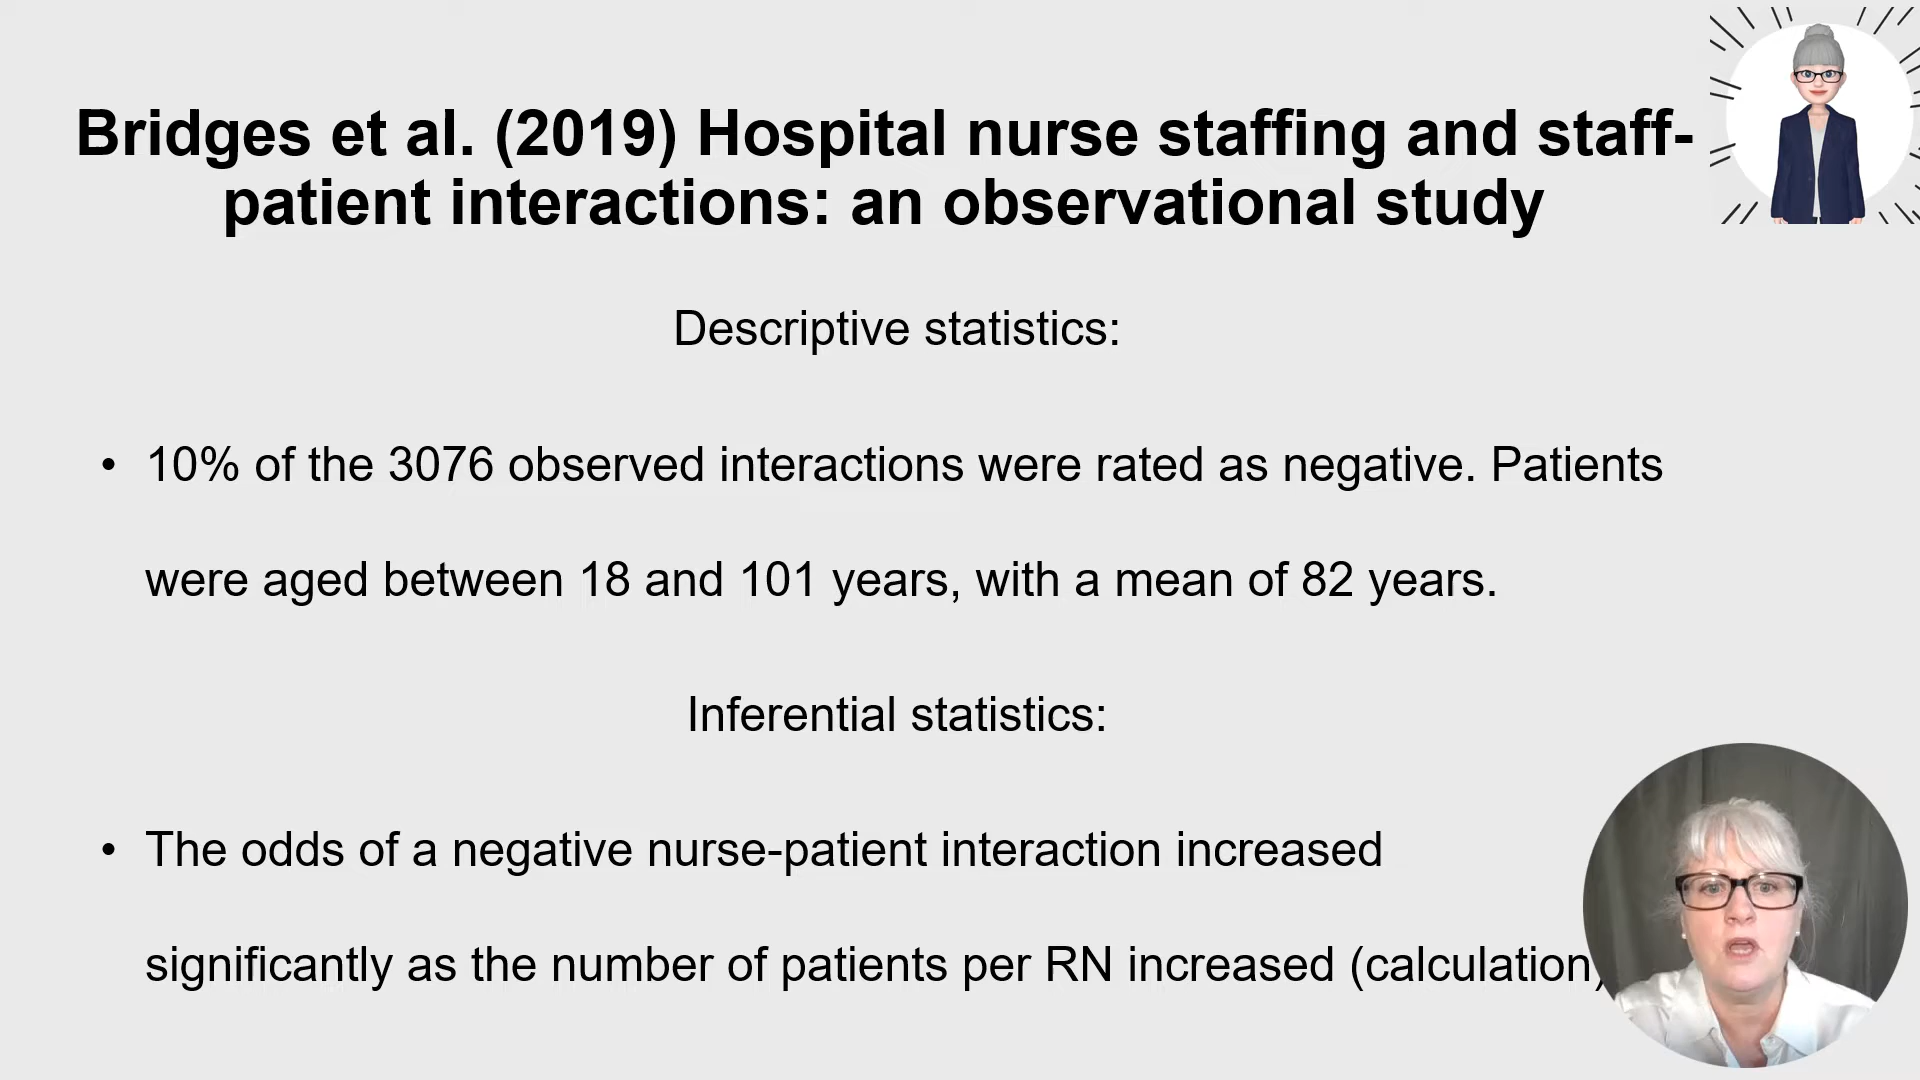 Bridges et al. (2019) Hospital nurse staffing and staff-
patient interactions: an observational study
Descriptive statistics:
• 10% of the 3076 observed interactions were rated as negative. Patients
were aged between 18 and 101 years, with a mean of 82 years.
Inferential statistics:
• The odds of a negative nurse-patient interaction increased
significantly as the number of patients per RN increased (calculation)